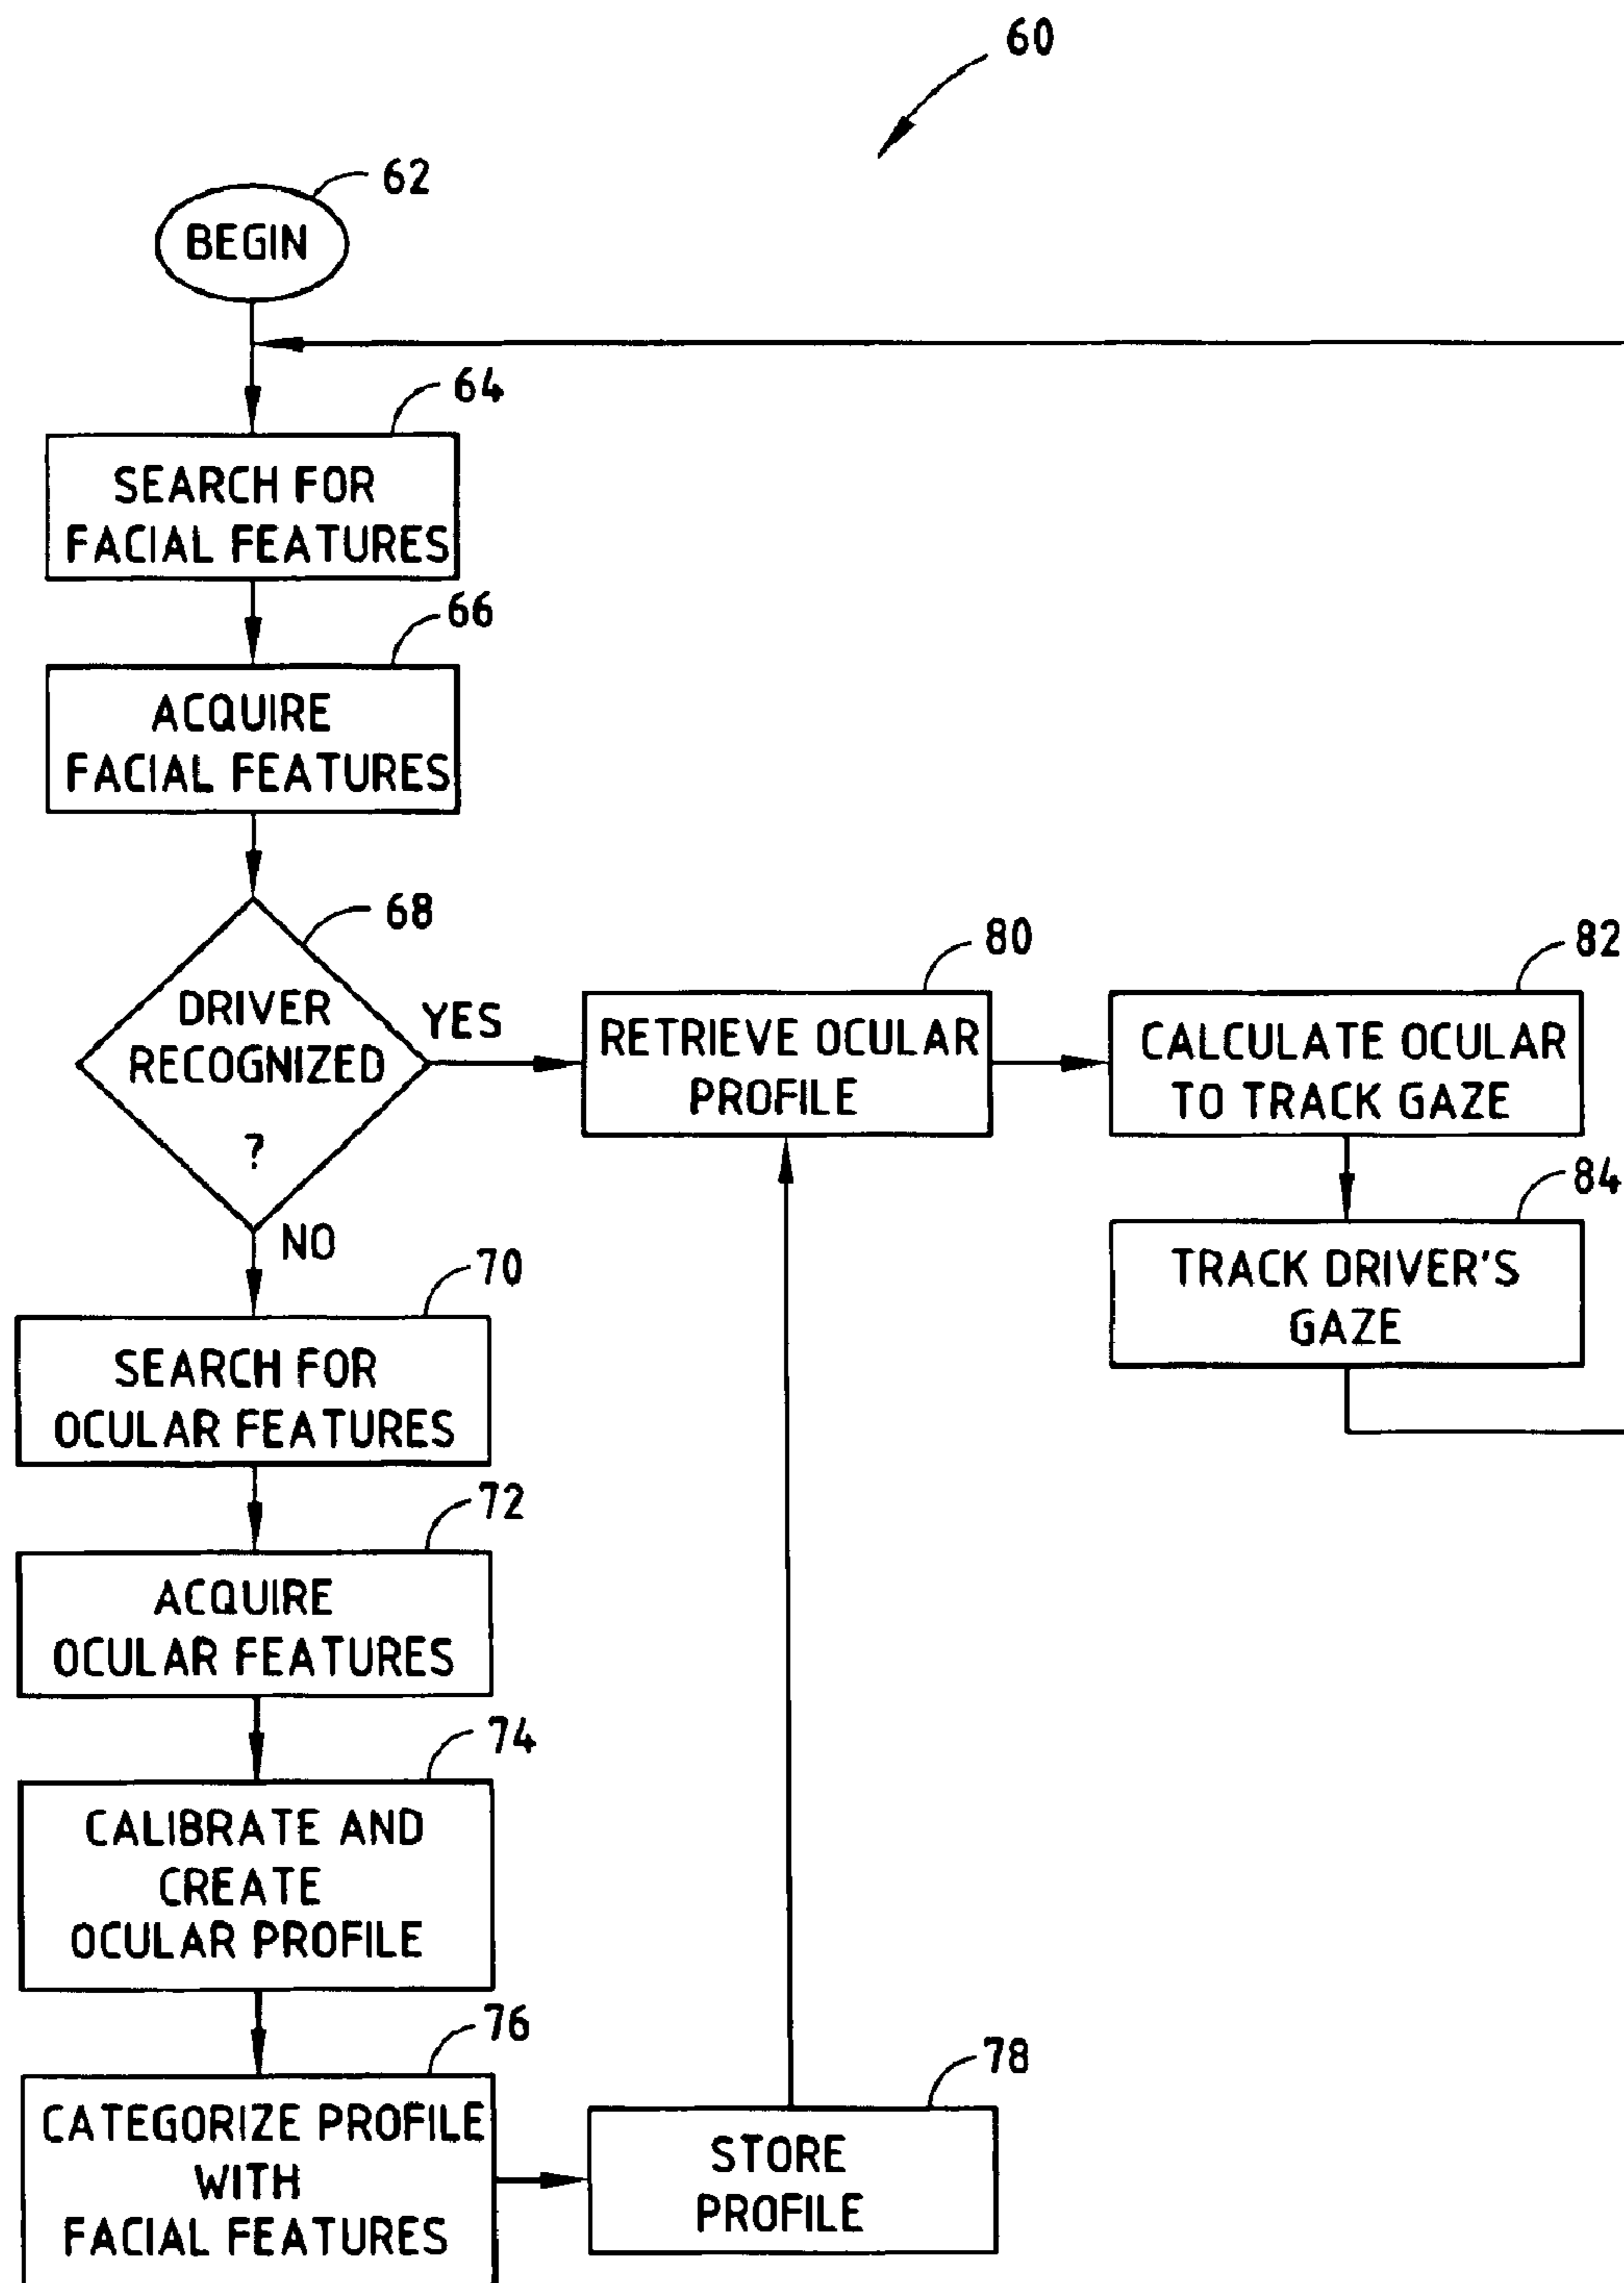 60
62
BEGIN
64
SEARCH FOR
FACIAL FEATURES
66
ACQUIRE
FACIAL FEATURES
68
DRIVER
RECOGNIZED
?
YES
NO
80
RETRIEVE OCULAR
PROFILE
82
CALCULATE OCULAR
TO TRACK GAZE
84
TRACK DRIVER'S
GAZE
70
SEARCH FOR
OCULAR FEATURES
72
ACQUIRE
OCULAR FEATURES
74
CALIBRATE AND
CREATE
OCULAR PROFILE
76
CATEGORIZE PROFILE
WITH
FACIAL FEATURES
78
STORE
PROFILE